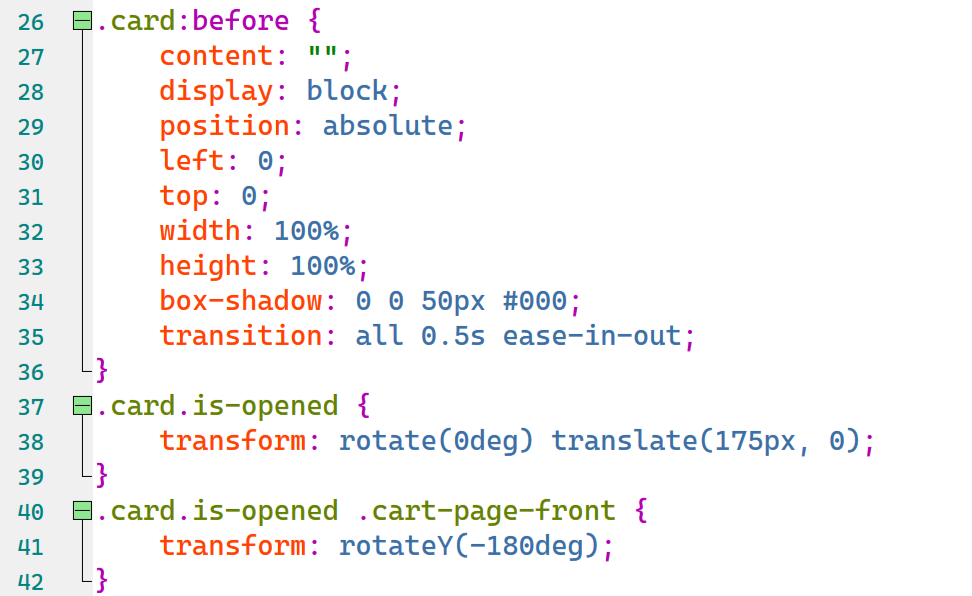 26 .card:before {
27     content: "";
28     display: block;
29     position: absolute;
30     left: 0;
31     top: 0;
32     width: 100%;
33     height: 100%;
34     box-shadow: 0 0 50px #000;
35     transition: all 0.5s ease-in-out;
36 }
37 .card.is-opened {
38     transform: rotate(0deg) translate(175px, 0);
39 }
40 .card.is-opened .cart-page-front {
41     transform: rotateY(-180deg);
42 }